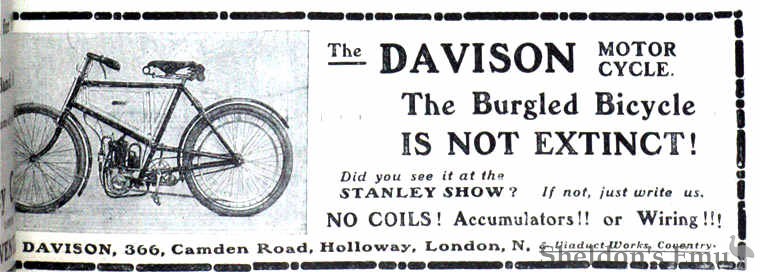 The DAVISON MOTOR CYCLE.
The Burgled Bicycle
IS NOT EXTINCT!
Did you see it at the
STANLEY SHOW? If not, just write us.
NO COILS! Accumulators!! or Wiring!!!
DAVISON, 366, Camden Road, Holloway, London, N, & Viaduct Works, Coventry.
Sheldon's Emu